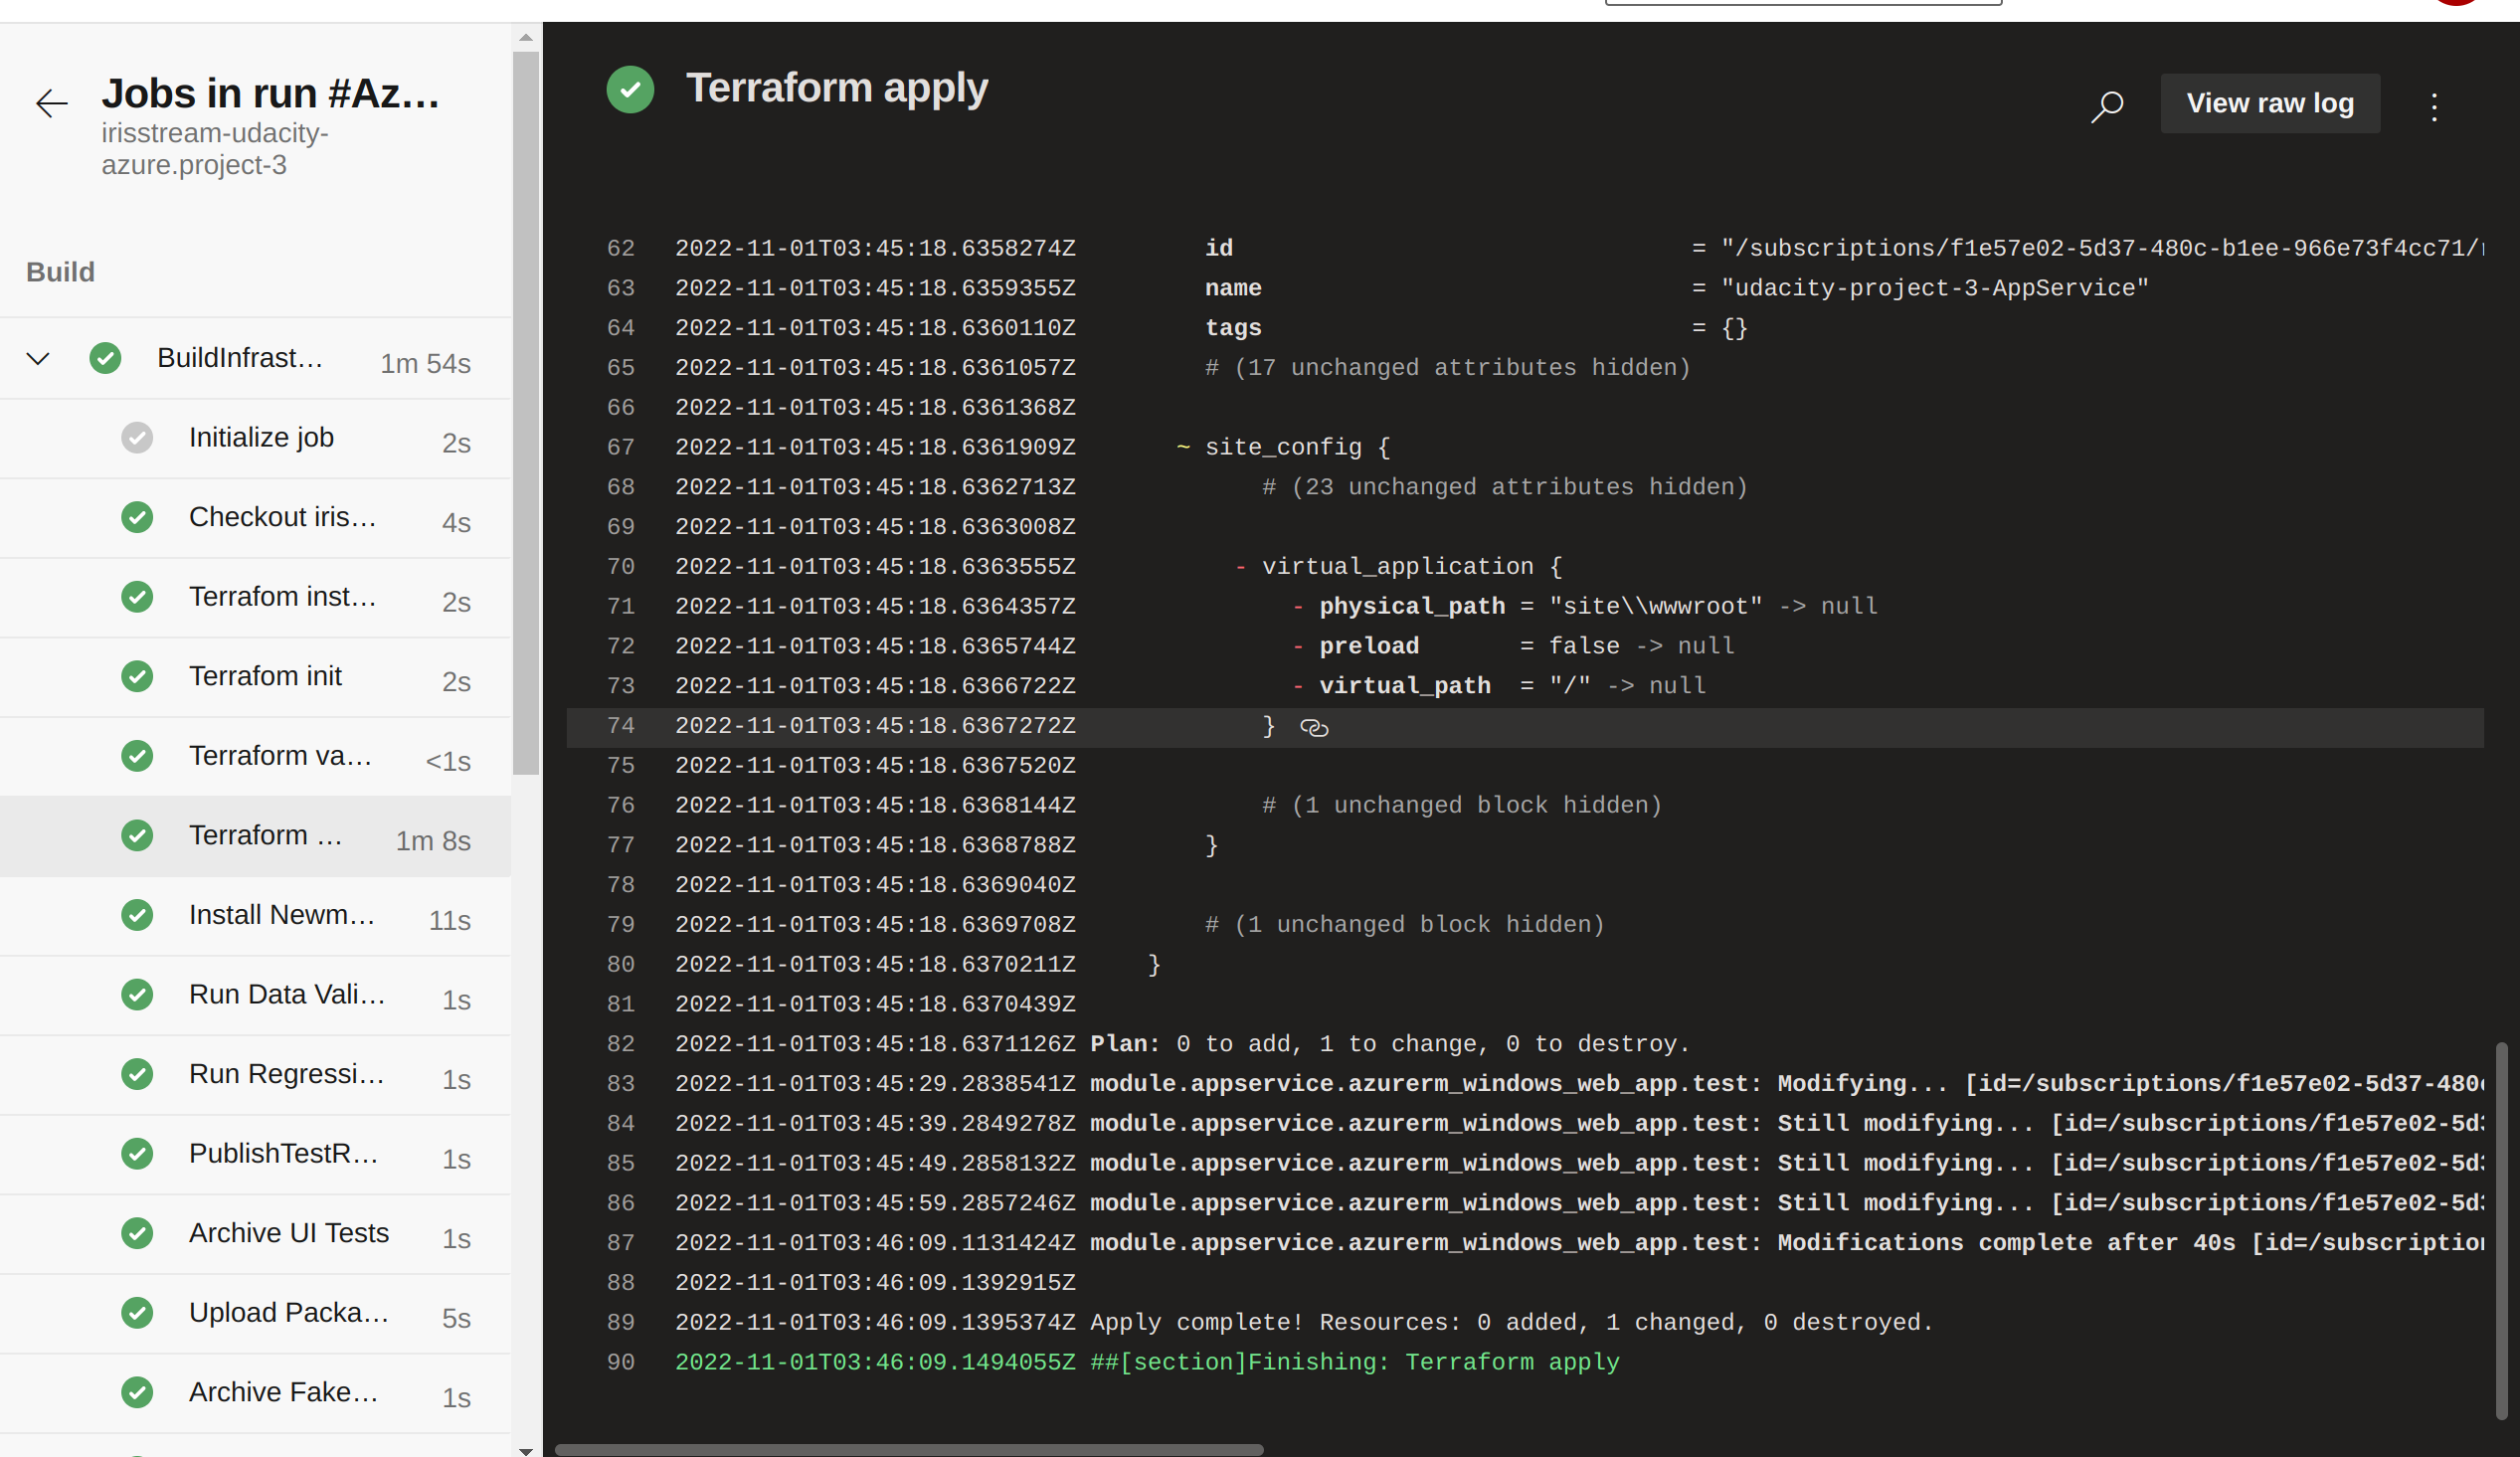 Jobs in run #Az...
irisstream-udacity-
azure.project-3
Build
BuildInfrast... 1m 54s
Initialize job 2s
Checkout iris... 4s
Terrafom inst... 2s
Terrafom init 2s
Terraform va... <1s
Terraform ... 1m 8s
Install Newm... 11s
Run Data Vali... 1s
Run Regressi... 1s
PublishTestR... 1s
Archive UI Tests 1s
Upload Packa... 5s
Archive Fake... 1s
Terraform apply
View raw log
62 2022-11-01T03:45:18.6358274Z id = "/subscriptions/f1e57e02-5d37-480c-b1ee-966e73f4cc71/
63 2022-11-01T03:45:18.6359355Z name = "udacity-project-3-AppService"
64 2022-11-01T03:45:18.6360110Z tags = {}
65 2022-11-01T03:45:18.6361057Z # (17 unchanged attributes hidden)
66 2022-11-01T03:45:18.6361368Z
67 2022-11-01T03:45:18.6361909Z ~ site_config {
68 2022-11-01T03:45:18.6362713Z # (23 unchanged attributes hidden)
69 2022-11-01T03:45:18.6363008Z
70 2022-11-01T03:45:18.6363555Z - virtual_application {
71 2022-11-01T03:45:18.6364357Z - physical_path = "site\\wwwroot" -> null
72 2022-11-01T03:45:18.6365744Z - preload = false -> null
73 2022-11-01T03:45:18.6366722Z - virtual_path = "/" -> null
74 2022-11-01T03:45:18.6367272Z }
75 2022-11-01T03:45:18.6367520Z
76 2022-11-01T03:45:18.6368144Z # (1 unchanged block hidden)
77 2022-11-01T03:45:18.6368788Z }
78 2022-11-01T03:45:18.6369040Z
79 2022-11-01T03:45:18.6369708Z # (1 unchanged block hidden)
80 2022-11-01T03:45:18.6370211Z }
81 2022-11-01T03:45:18.6370439Z
82 2022-11-01T03:45:18.6371126Z Plan: 0 to add, 1 to change, 0 to destroy.
83 2022-11-01T03:45:29.2838541Z module.appservice.azurerm_windows_web_app.test: Modifying... [id=/subscriptions/f1e57e02-5d37-480
84 2022-11-01T03:45:39.2849278Z module.appservice.azurerm_windows_web_app.test: Still modifying... [id=/subscriptions/f1e57e02-5d
85 2022-11-01T03:45:49.2858132Z module.appservice.azurerm_windows_web_app.test: Still modifying... [id=/subscriptions/f1e57e02-5d
86 2022-11-01T03:45:59.2857246Z module.appservice.azurerm_windows_web_app.test: Still modifying... [id=/subscriptions/f1e57e02-5d
87 2022-11-01T03:46:09.1131424Z module.appservice.azurerm_windows_web_app.test: Modifications complete after 40s [id=/subscription
88 2022-11-01T03:46:09.1392915Z
89 2022-11-01T03:46:09.1395374Z Apply complete! Resources: 0 added, 1 changed, 0 destroyed.
90 2022-11-01T03:46:09.1494055Z ##[section]Finishing: Terraform apply